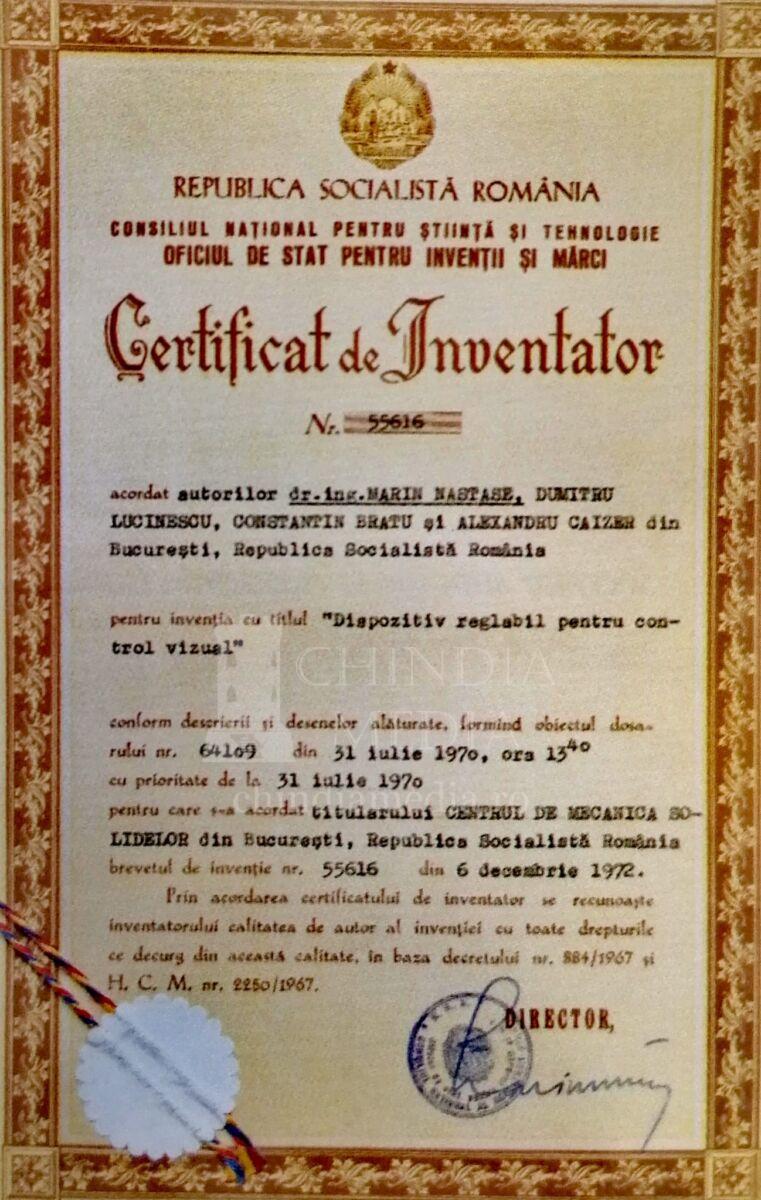 REPUBLICA SOCIALISTĂ ROMÂNIA
CONSILIUL NAȚIONAL PENTRU ȘTIINȚĂ ȘI TEHNOLOGIE
OFICIUL DE STAT PENTRU INVENȚII ȘI MĂRCI
Certificat de Inventator
Nr. 55616
acordat autorilor dr.ing.MARIN NASTASE, DUMITRU
LUCINESCU, CONSTANTIN BRATU și ALEXANDRU CAIZER din
București, Republica Socialistă România
pentru invenția cu titlul "Dispozitiv reglabil pentru con-
trol vizual"
CHINDIA
conform descrierii și desenelor alăturate, formînd obiectul dosa-
rului nr. 64109 din 31 iulie 1970, ora 13⁴⁰
cu prioritate de la 31 iulie 1970
pentru care s-a acordat titularului CENTRUL DE MECANICA SO-
LIDELOR din București, Republica Socialistă România
brevetul de invenție nr. 55616 din 6 decembrie 1972.
Prin acordarea certificatului de inventator se recunoaște
inventatorului calitatea de autor al invenției cu toate drepturile
ce decurg din această calitate, în baza decretului nr. 884/1967 și
H. C. M. nr. 2250/1967.
DIRECTOR,